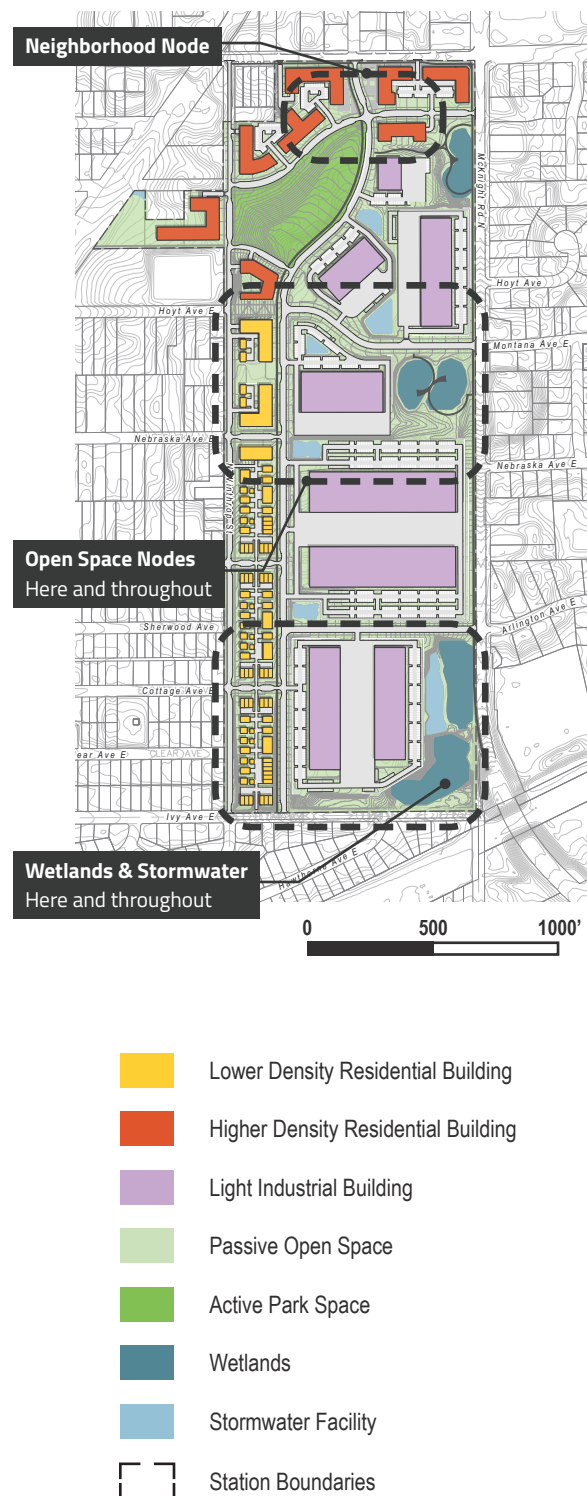 Neighborhood Node
McKnight Rd N
Hoyt Ave E
Hoyt Ave
Montana Ave E
Nebraska Ave E
Nebraska Ave E
Winthrop St
Open Space Nodes
Here and throughout
Sherwood Ave
Arlington Ave E
Cottage Ave E
ear Ave E
CLEAR AVE
Ivy Ave E
Wetlands & Stormwater
Here and throughout
Hawthorne Ave E
0 500 1000'
Lower Density Residential Building
Higher Density Residential Building
Light Industrial Building
Passive Open Space
Active Park Space
Wetlands
Stormwater Facility
Station Boundaries